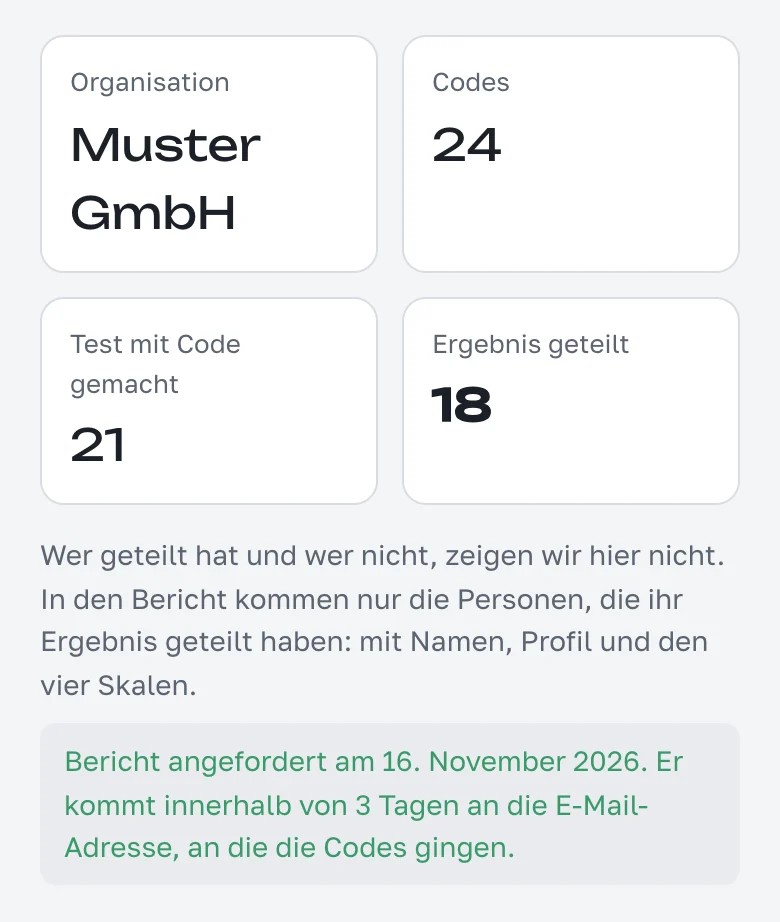 Organisation
Muster
GmbH
Codes
24
Test mit Code
gemacht
21
Ergebnis geteilt
18
Wer geteilt hat und wer nicht, zeigen wir hier nicht.
In den Bericht kommen nur die Personen, die ihr
Ergebnis geteilt haben: mit Namen, Profil und den
vier Skalen.
Bericht angefordert am 16. November 2026. Er
kommt innerhalb von 3 Tagen an die E-Mail-
Adresse, an die die Codes gingen.